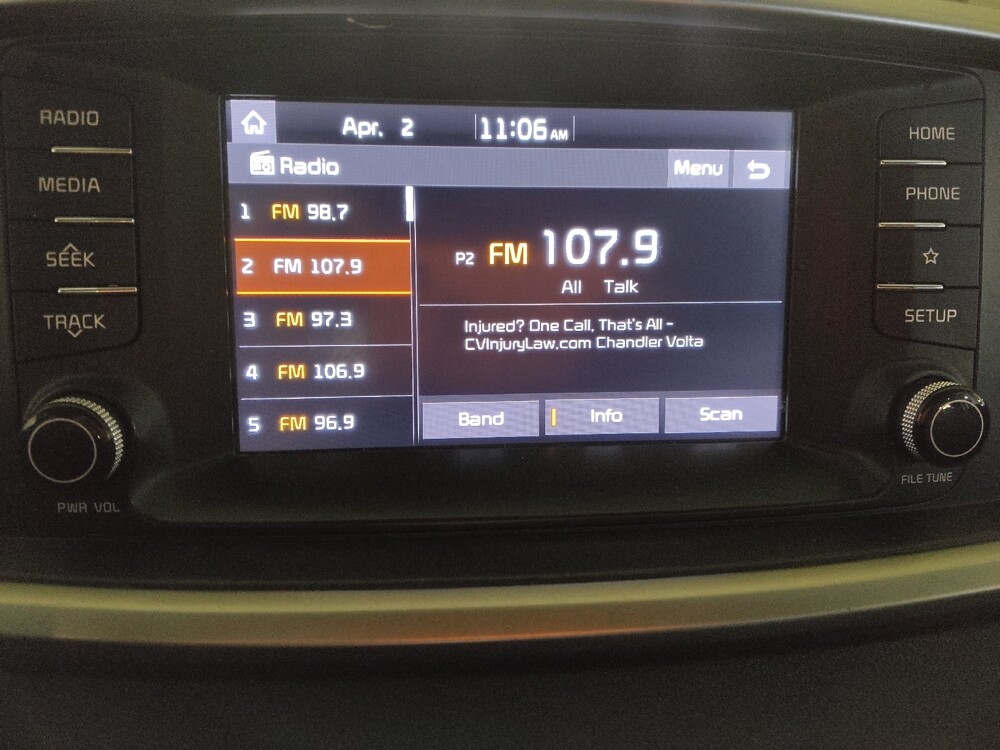 RADIO
MEDIA
SEEK
TRACK
PWR VOL
Apr. 2 11:06 AM
Radio Menu
1 FM 98.7
2 FM 107.9
3 FM 97.3
4 FM 106.9
5 FM 96.9
P2 FM 107.9
All Talk
Injured? One Call, That's All -
CVInjuryLaw.com Chandler Volta
Band Info Scan
HOME
PHONE
SETUP
FILE TUNE